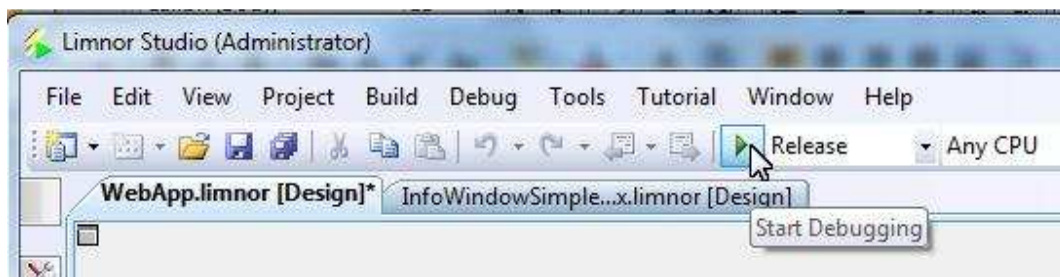 Limnor Studio (Administrator)
File Edit View Project Build Debug Tools Tutorial Window Help
Release Any CPU
WebApp.limnor [Design]* InfoWindowSimple...x.limnor [Design]
Start Debugging